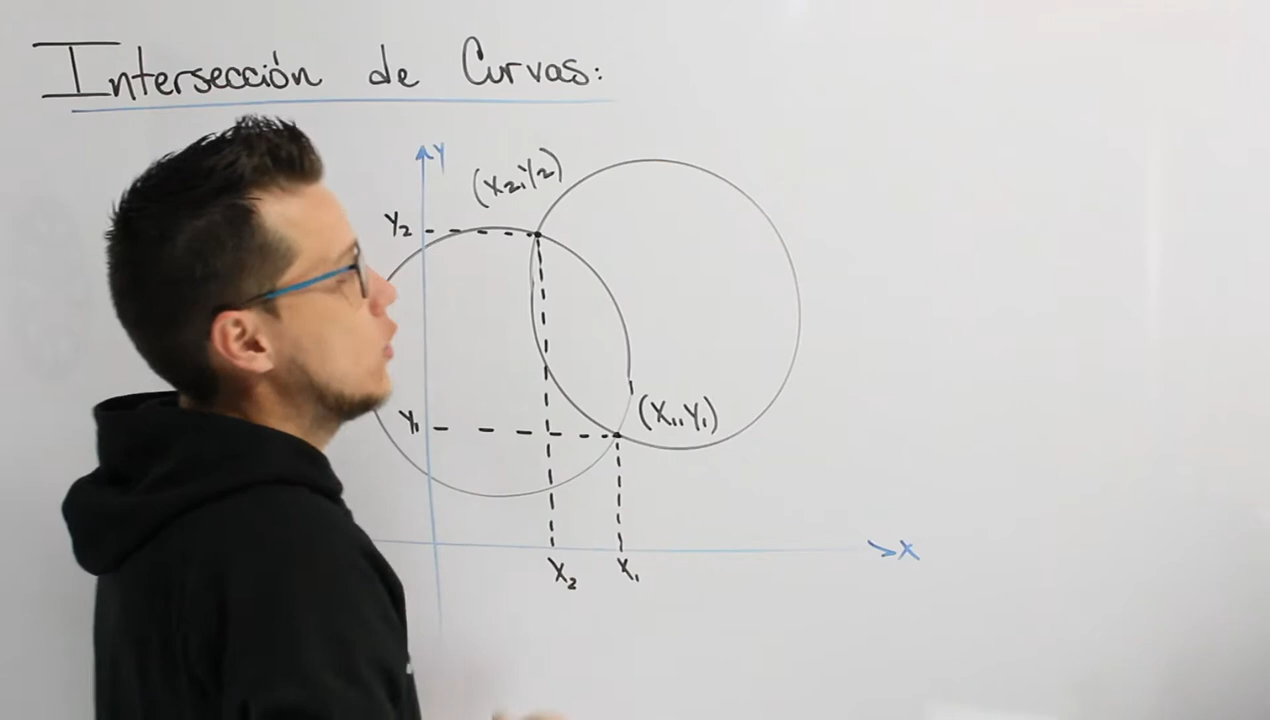 Intersección de Curvas:
Y
(X2,Y2)
Y2
(X1,Y1)
Y1
X
X2 X1